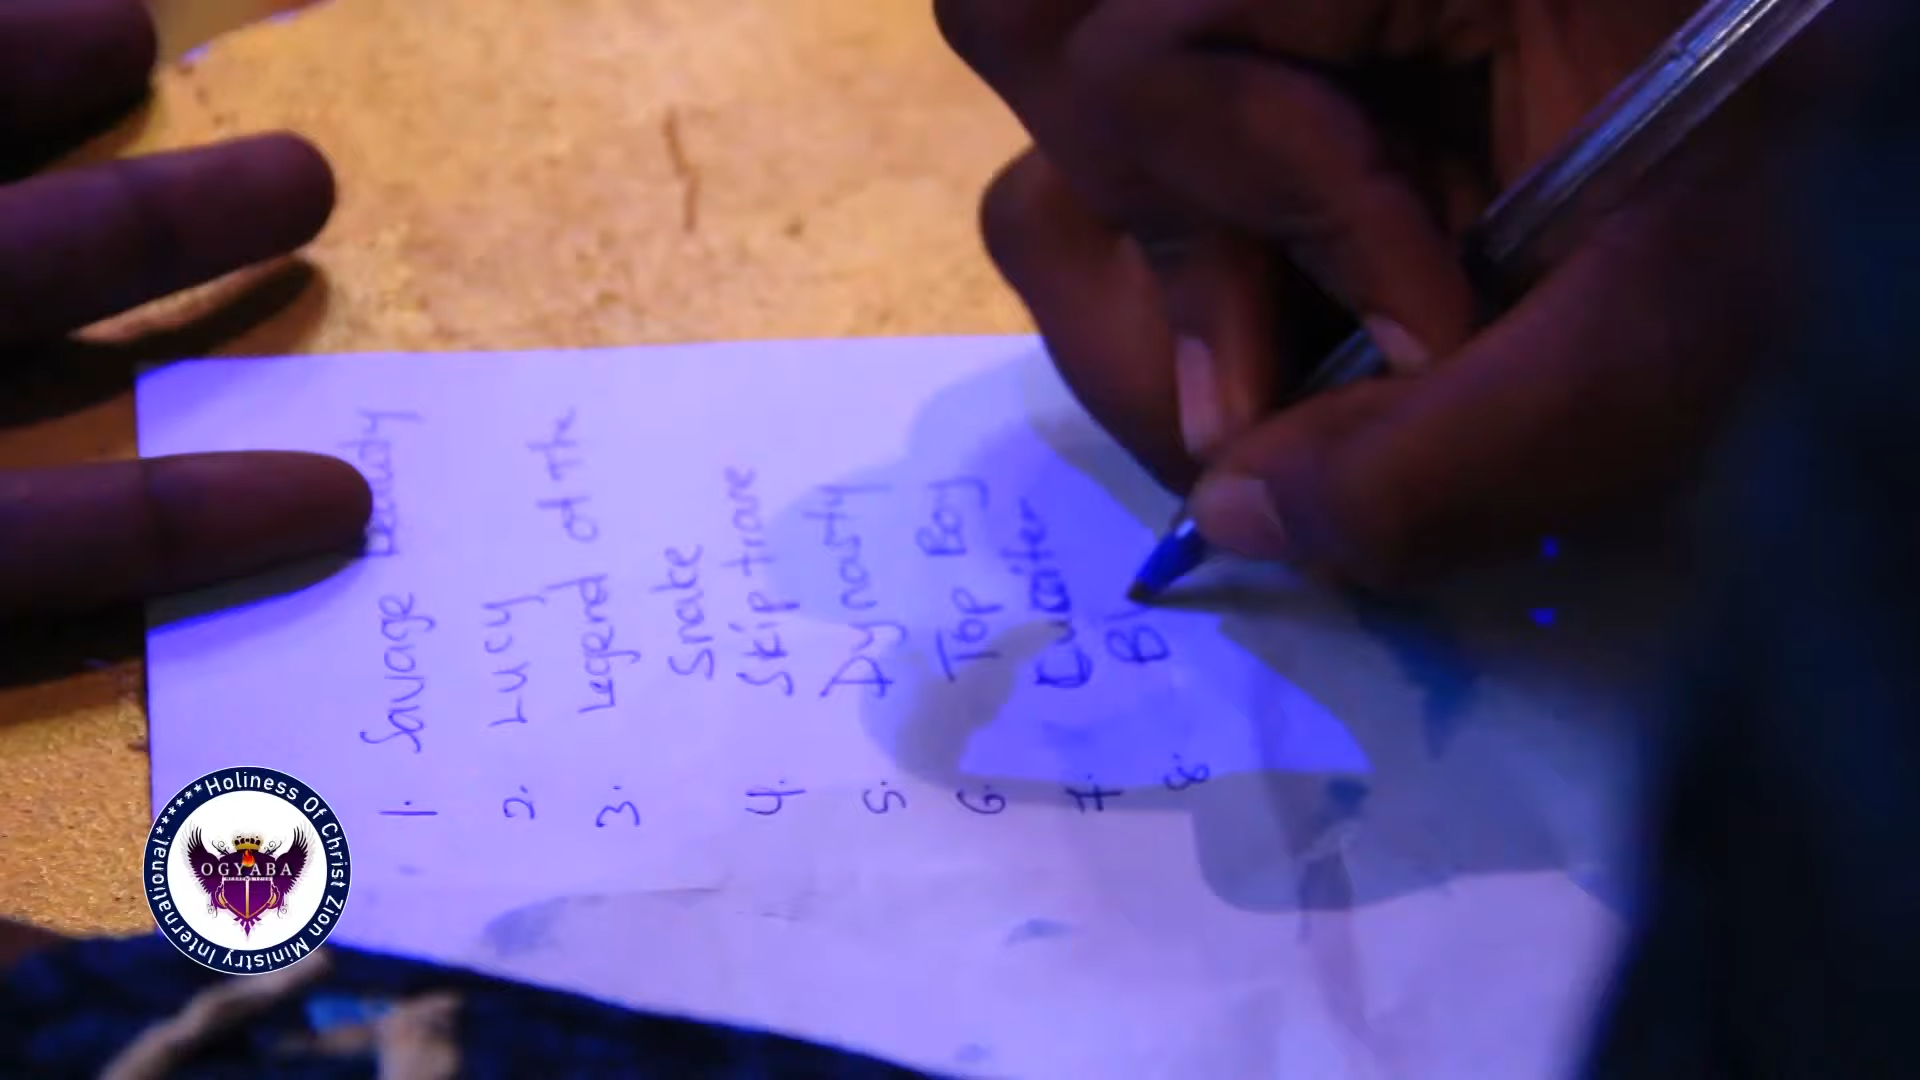 1. Savage beauty
2. Lucy
3. Legend of the
Snake
4. Skip trace
5. Dynasty
6. Top Boy
7. Lucifer
8. Bl
Holiness Of Christ Zion Ministry International
OGYABA